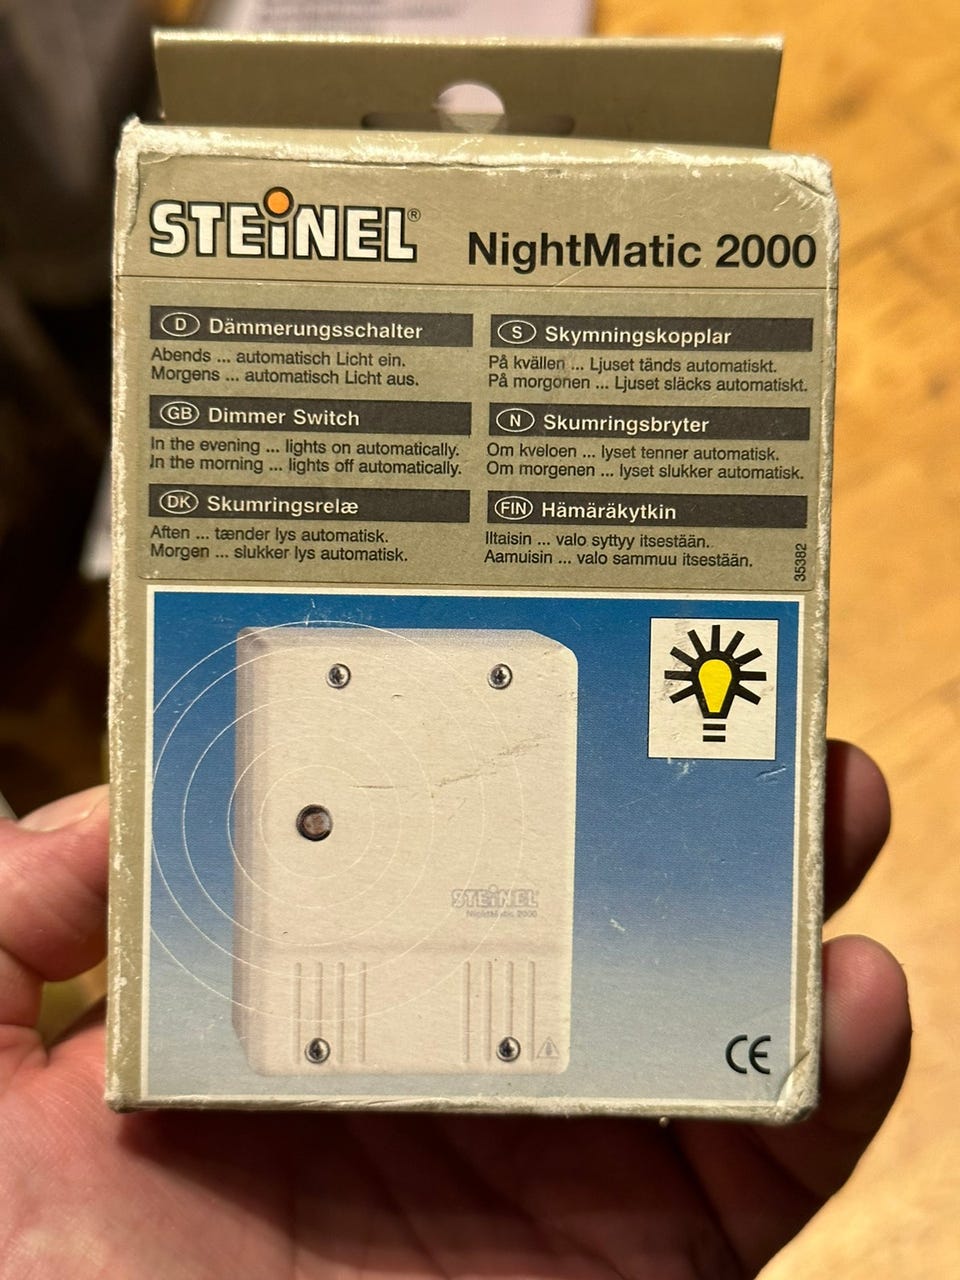 STEINEL®
NightMatic 2000
D Dämmerungsschalter
Abends ... automatisch Licht ein.
Morgens ... automatisch Licht aus.
GB Dimmer Switch
In the evening ... lights on automatically.
In the morning ... lights off automatically.
DK Skumringsrelæ
Aften ... tænder lys automatisk.
Morgen ... slukker lys automatisk.
S Skymningskopplar
På kvällen ... Ljuset tänds automatiskt.
På morgonen ... Ljuset släcks automatiskt.
N Skumringsbryter
Om kveloen ... lyset tenner automatisk.
Om morgenen ... lyset slukker automatisk.
FIN Hämäräkytkin
Iltaisin ... valo syttyy itsestään.
Aamuisin ... valo sammuu itsestään.
35382
STEINEL
NightMatic 2000
CE